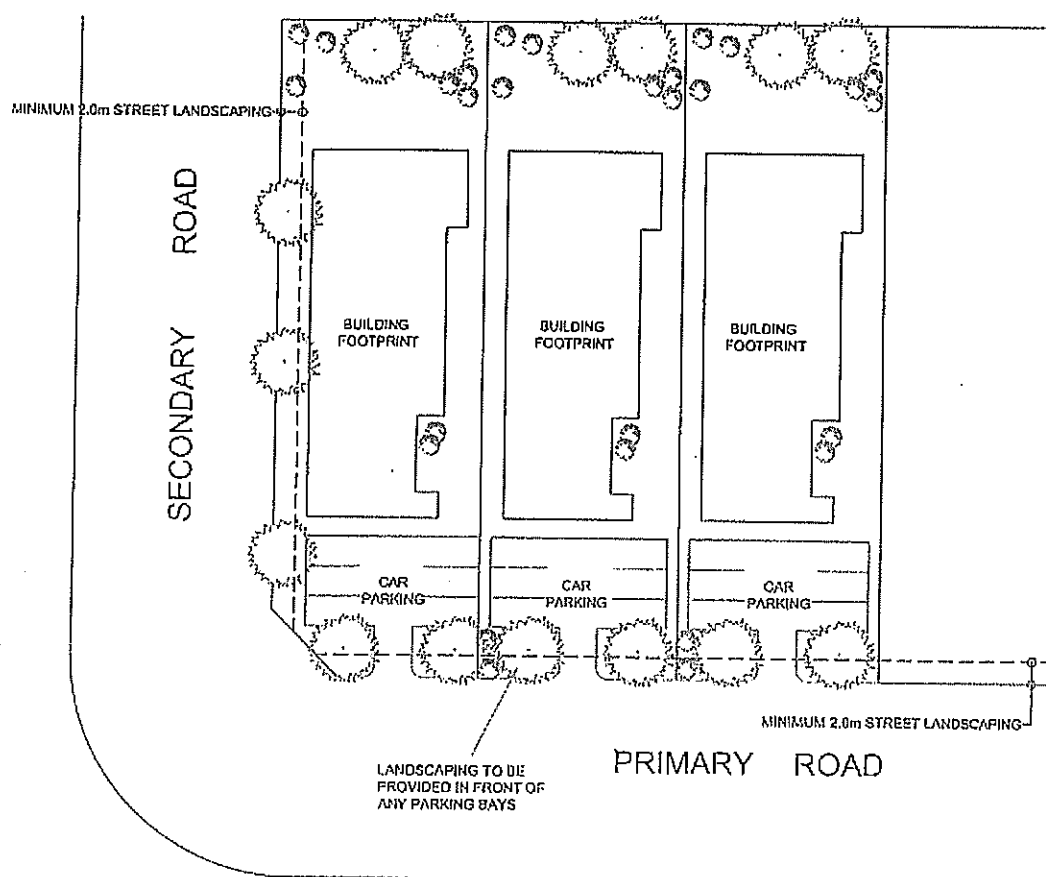 MINIMUM 2.0m STREET LANDSCAPING
SECONDARY ROAD
BUILDING
FOOTPRINT
BUILDING
FOOTPRINT
BUILDING
FOOTPRINT
CAR
PARKING
CAR
PARKING
CAR
PARKING
MINIMUM 2.0m STREET LANDSCAPING
PRIMARY ROAD
LANDSCAPING TO BE
PROVIDED IN FRONT OF
ANY PARKING BAYS